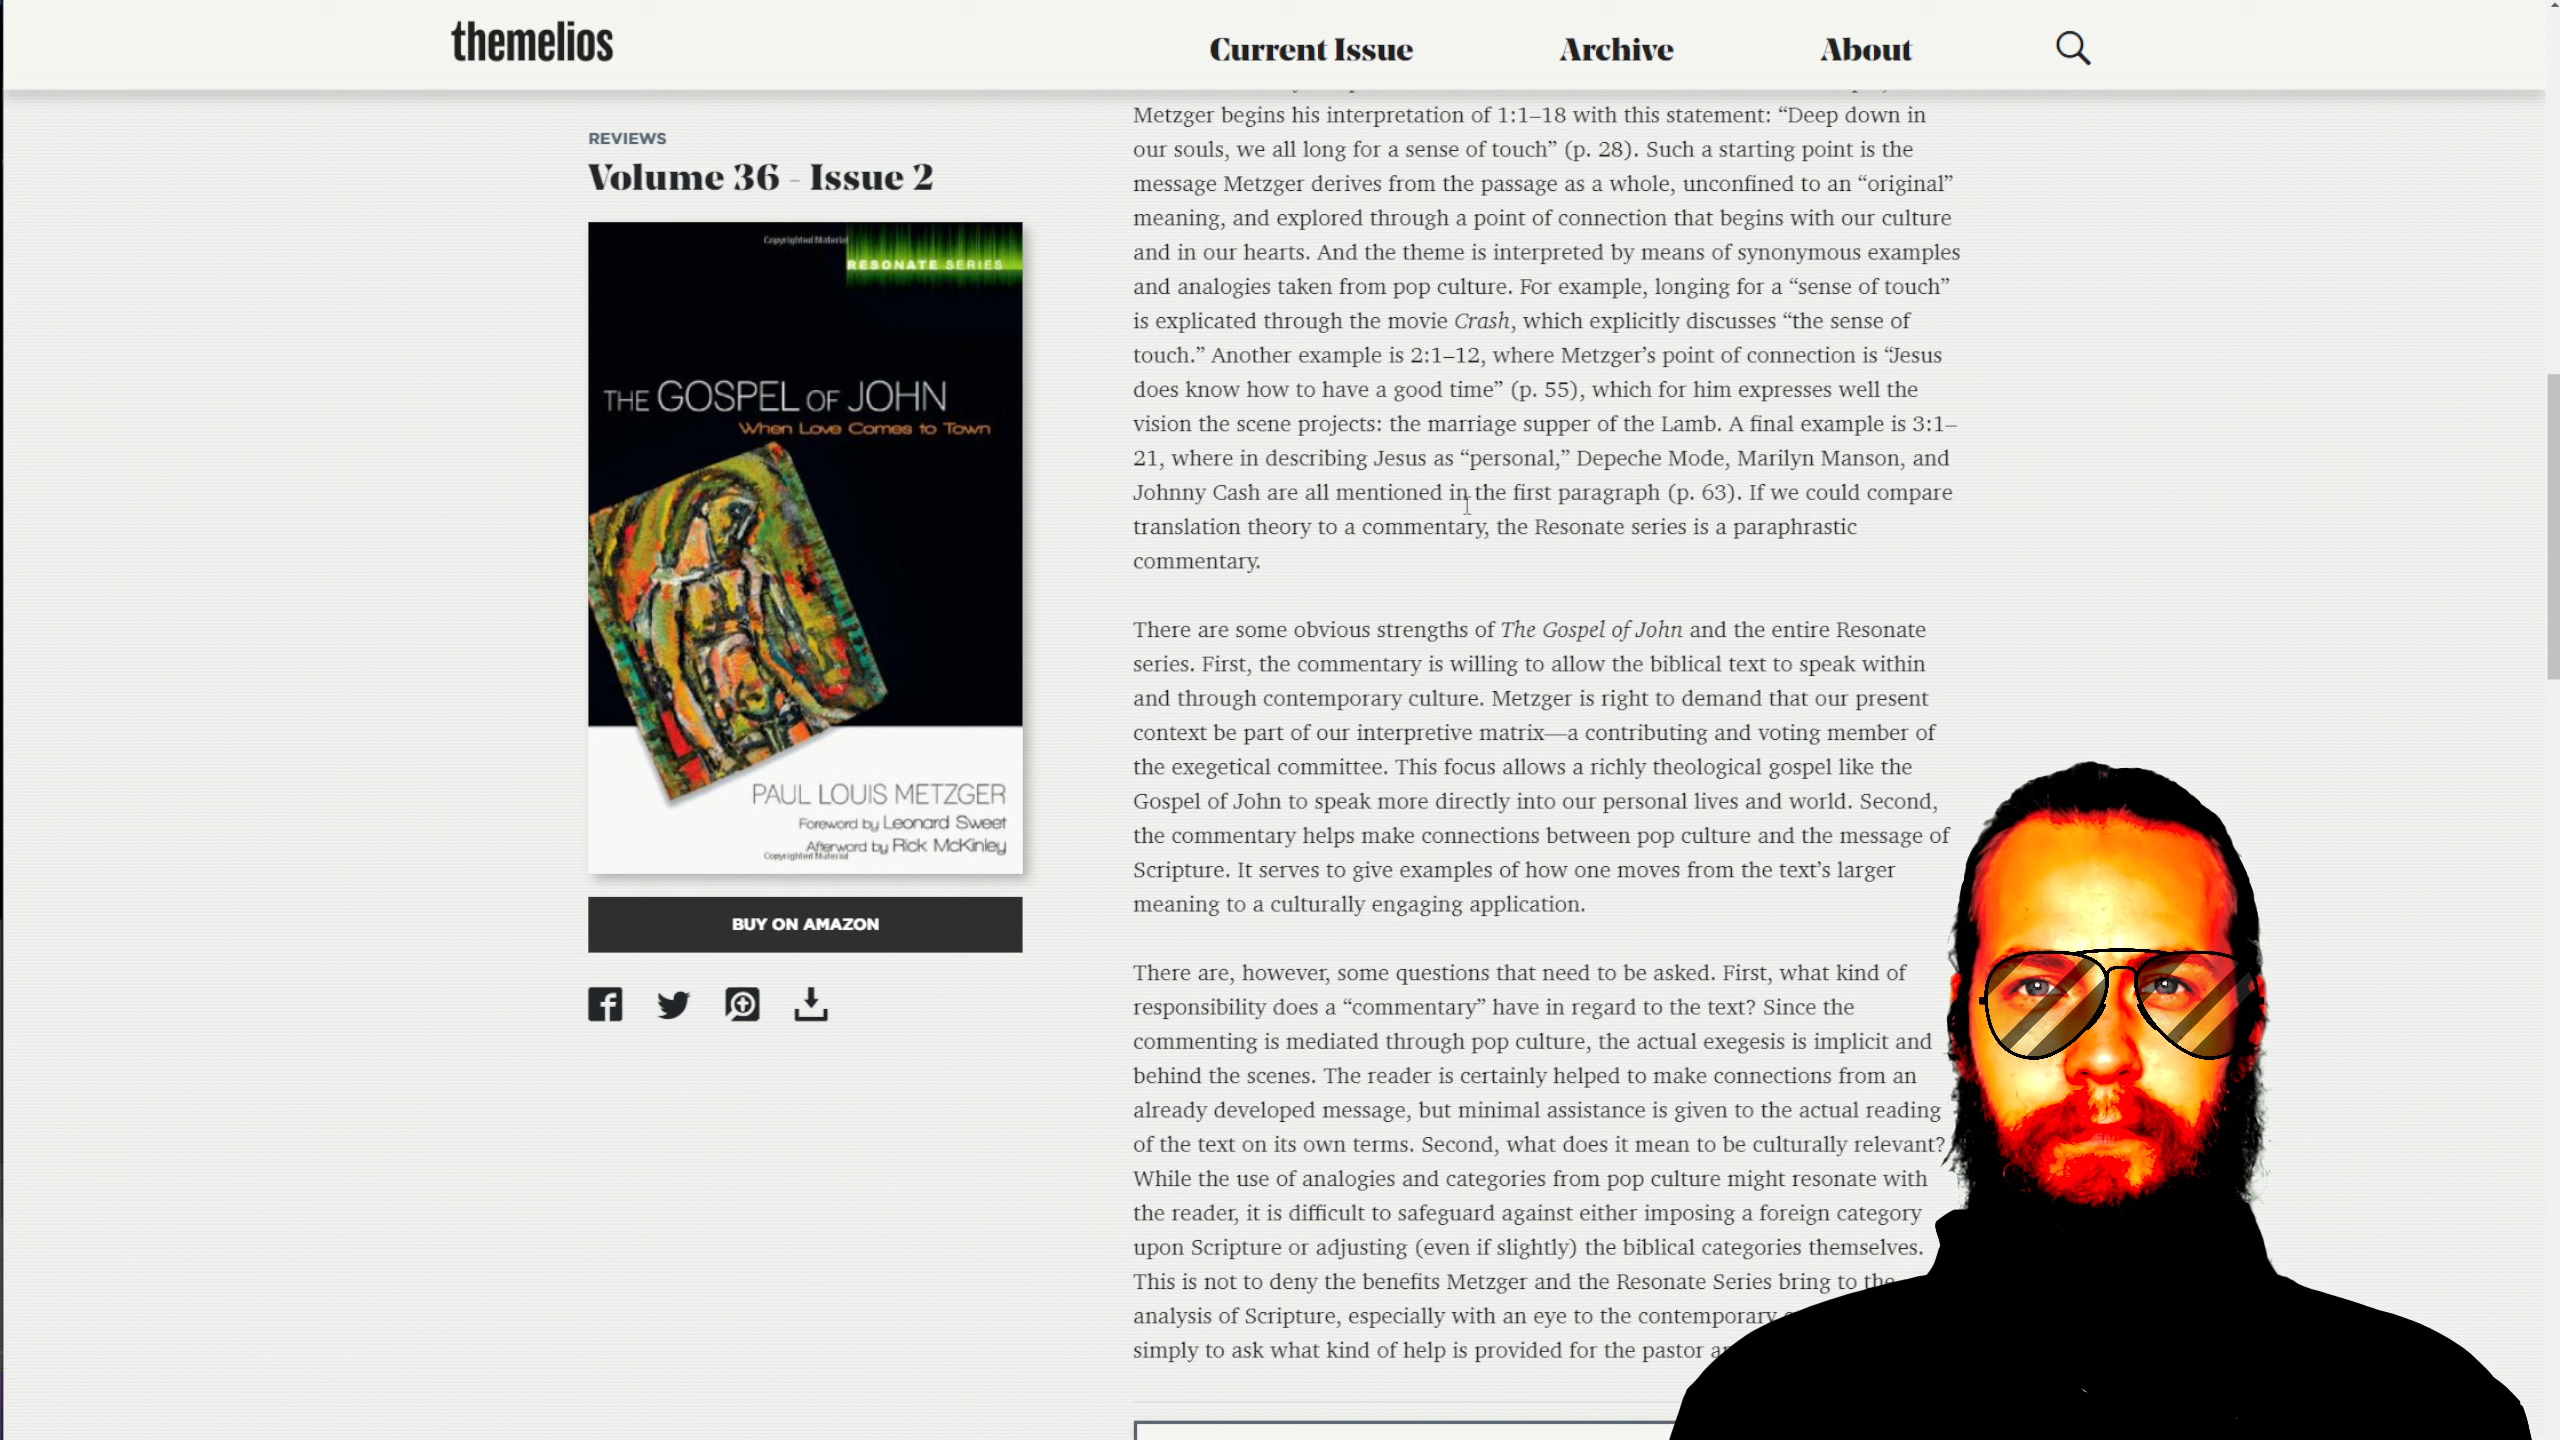 themelios
Current Issue
Archive
About
REVIEWS
Volume 36 - Issue 2
Copyrighted Material
RESONATE SERIES
THE GOSPEL OF JOHN
When Love Comes to Town
PAUL LOUIS METZGER
Foreword by Leonard Sweet
Afterword by Rick McKinley
Copyrighted Material
BUY ON AMAZON
Metzger begins his interpretation of 1:1–18 with this statement: “Deep down in
our souls, we all long for a sense of touch” (p. 28). Such a starting point is the
message Metzger derives from the passage as a whole, unconfined to an “original”
meaning, and explored through a point of connection that begins with our culture
and in our hearts. And the theme is interpreted by means of synonymous examples
and analogies taken from pop culture. For example, longing for a “sense of touch”
is explicated through the movie Crash, which explicitly discusses “the sense of
touch.” Another example is 2:1–12, where Metzger’s point of connection is “Jesus
does know how to have a good time” (p. 55), which for him expresses well the
vision the scene projects: the marriage supper of the Lamb. A final example is 3:1–
21, where in describing Jesus as “personal,” Depeche Mode, Marilyn Manson, and
Johnny Cash are all mentioned in the first paragraph (p. 63). If we could compare
translation theory to a commentary, the Resonate series is a paraphrastic
commentary.
There are some obvious strengths of The Gospel of John and the entire Resonate
series. First, the commentary is willing to allow the biblical text to speak within
and through contemporary culture. Metzger is right to demand that our present
context be part of our interpretive matrix—a contributing and voting member of
the exegetical committee. This focus allows a richly theological gospel like the
Gospel of John to speak more directly into our personal lives and world. Second,
the commentary helps make connections between pop culture and the message of
Scripture. It serves to give examples of how one moves from the text’s larger
meaning to a culturally engaging application.
There are, however, some questions that need to be asked. First, what kind of
responsibility does a “commentary” have in regard to the text? Since the
commenting is mediated through pop culture, the actual exegesis is implicit and
behind the scenes. The reader is certainly helped to make connections from an
already developed message, but minimal assistance is given to the actual reading
of the text on its own terms. Second, what does it mean to be culturally relevant?
While the use of analogies and categories from pop culture might resonate with
the reader, it is difficult to safeguard against either imposing a foreign category
upon Scripture or adjusting (even if slightly) the biblical categories themselves.
This is not to deny the benefits Metzger and the Resonate Series bring to the
analysis of Scripture, especially with an eye to the contemporary
simply to ask what kind of help is provided for the pastor